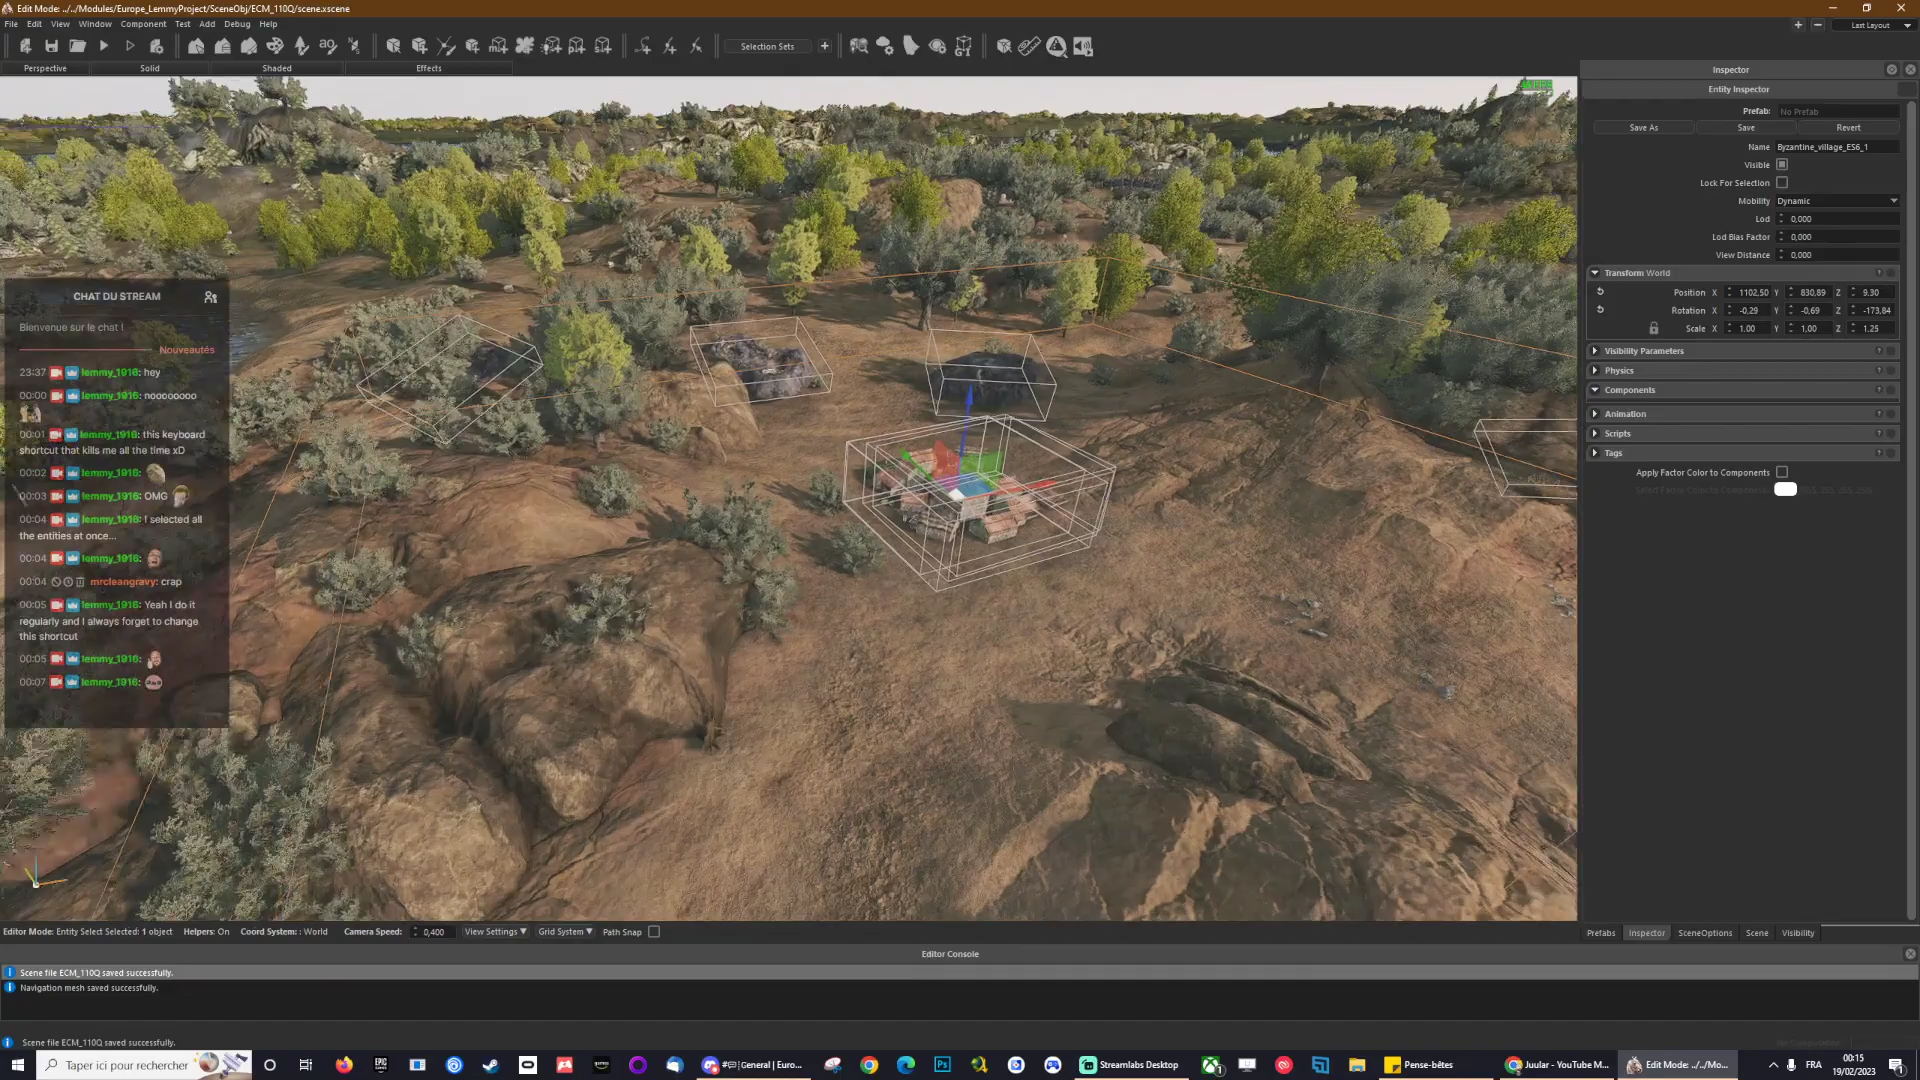 Edit Mode: ../../Modules/Europe_LemmyProject/SceneObj/ECM_110Q/scene.xscene
File Edit View Window Component Test Add Debug Help
Last Layout
Selection Sets
Perspective Solid Shaded Effects
CHAT DU STREAM
Bienvenue sur le chat !
Nouveautés
23:37 lemmy_1916: hey
00:00 lemmy_1916: noooooooo
00:01 lemmy_1916: this keyboard
shortcut that kills me all the time xD
00:02 lemmy_1916:
00:03 lemmy_1916: OMG
00:04 lemmy_1916: I selected all
the entities at once...
00:04 lemmy_1916:
00:04 mrcleangravy: crap
00:05 lemmy_1916: Yeah I do it
regularly and I always forget to change
this shortcut
00:05 lemmy_1916:
00:07 lemmy_1916:
Inspector
Entity Inspector
Prefab: No Prefab
Save As Save Revert
Name Byzantine_village_ES6_1
Visible
Lock For Selection
Mobility Dynamic
Lod 0,000
Lod Bias Factor 0,000
View Distance 0,000
Transform World
Position X 1102,50 Y 830,89 Z 9.30
Rotation X -0.29 Y -0,69 Z -173,84
Scale X 1.00 Y 1,00 Z 1.25
Visibility Parameters
Physics
Components
Animation
Scripts
Tags
Apply Factor Color to Components
Editor Mode: Entity Select Selected: 1 object Helpers: On Coord System: : World Camera Speed: 0,400 View Settings Grid System Path Snap
Prefabs Inspector SceneOptions Scene Visibility
Editor Console
Scene file ECM_110Q saved successfully.
Navigation mesh saved successfully.
Scene file ECM_110Q saved successfully.
Taper ici pour rechercher
General | Euro...
Streamlabs Desktop
Pense-bêtes
Juular - YouTube M...
Edit Mode: ../../Mo...
FRA
00:15
19/02/2023